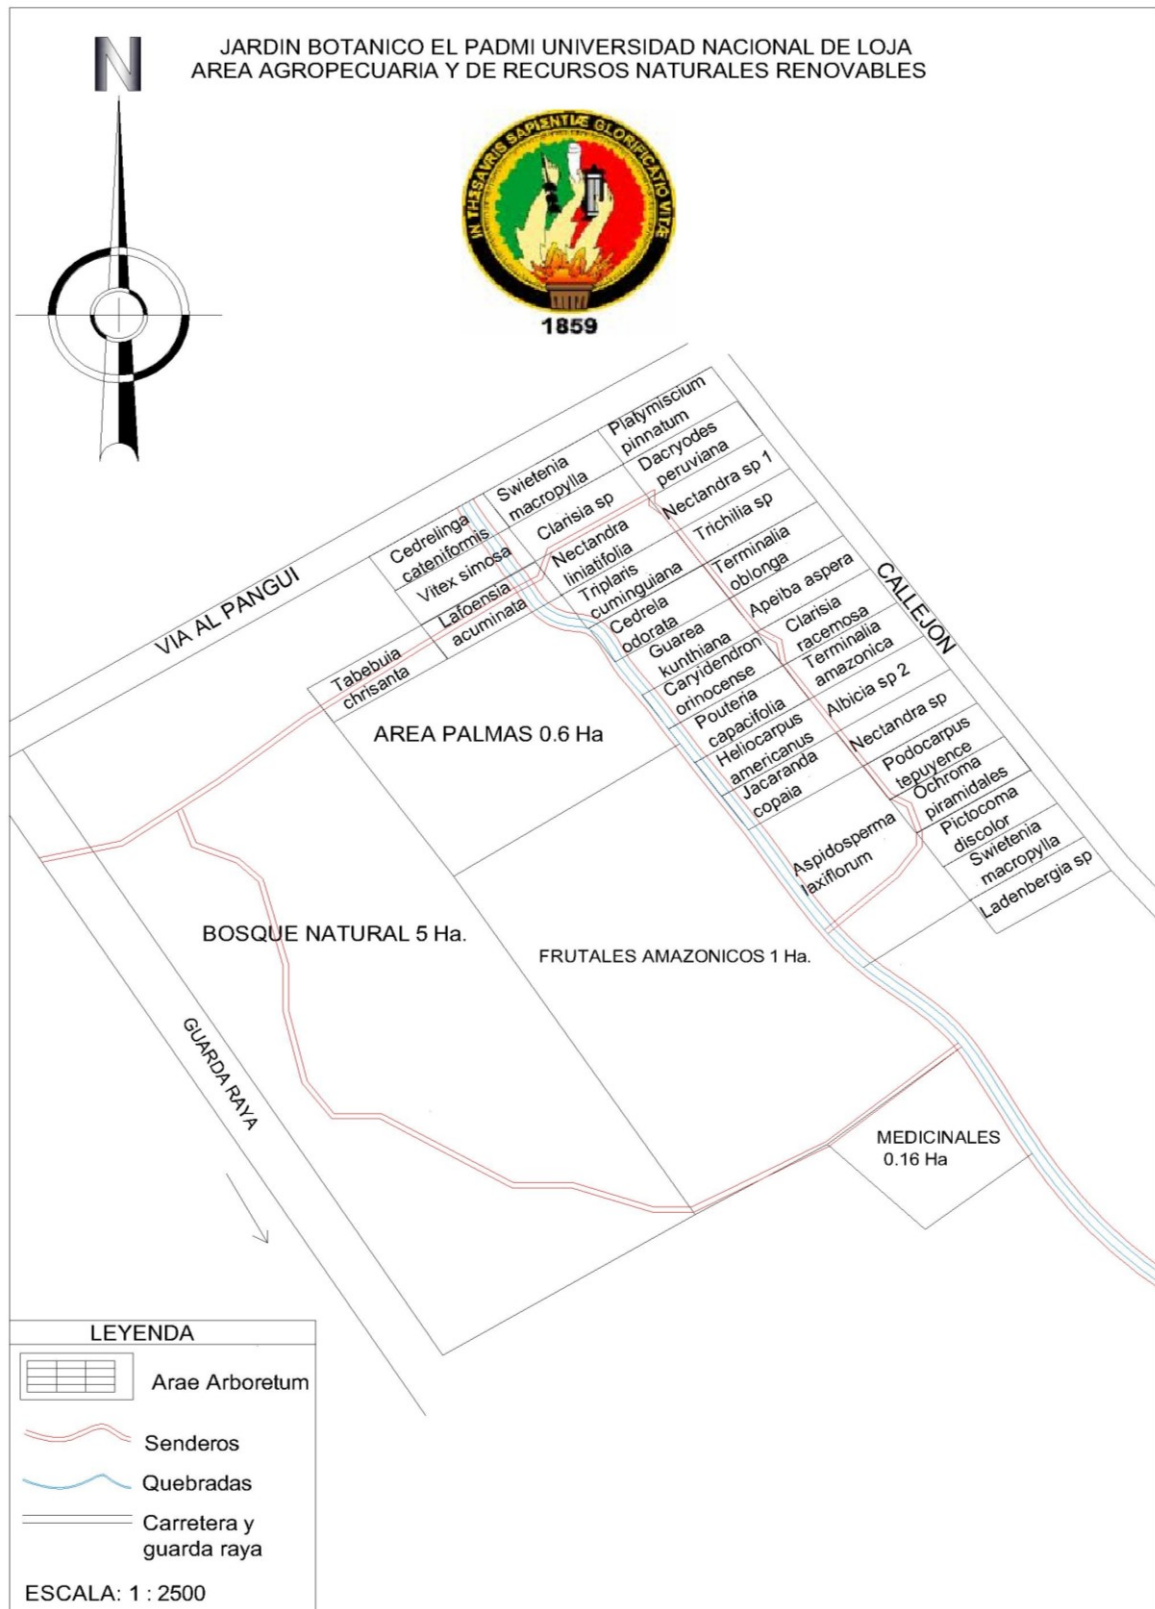 N
JARDIN BOTANICO EL PADMI UNIVERSIDAD NACIONAL DE LOJA
AREA AGROPECUARIA Y DE RECURSOS NATURALES RENOVABLES
IN THESAVRIS SAPIENTIÆ GLORIFICATIO VITÆ
1859
Platymiscium
pinnatum
Dacryodes
peruviana
Swietenia
macropylla
Nectandra sp 1
Clarisia sp
Trichilia sp
Cedrelinga
cateniformis
Nectandra
liniatifolia
Terminalia
oblonga
Vitex simosa
Triplaris
cuminguiana
Apeiba aspera
Lafoensia
acuminata
Cedrela
odorata
Clarisia
racemosa
VIA AL PANGUI
CALLEJON
Guarea
kunthiana
Terminalia
amazonica
Tabebuia
chrisanta
Caryidendron
orinocense
Albicia sp 2
Pouteria
capacifolia
Nectandra sp
AREA PALMAS 0.6 Ha
Heliocarpus
americanus
Podocarpus
tepuyence
Jacaranda
copaia
Ochroma
piramidales
Pictocoma
discolor
Aspidosperma
laxiflorum
Swietenia
macropylla
Ladenbergia sp
BOSQUE NATURAL 5 Ha.
FRUTALES AMAZONICOS 1 Ha.
GUARDA RAYA
MEDICINALES
0.16 Ha
LEYENDA
Arae Arboretum
Senderos
Quebradas
Carretera y
guarda raya
ESCALA: 1 : 2500